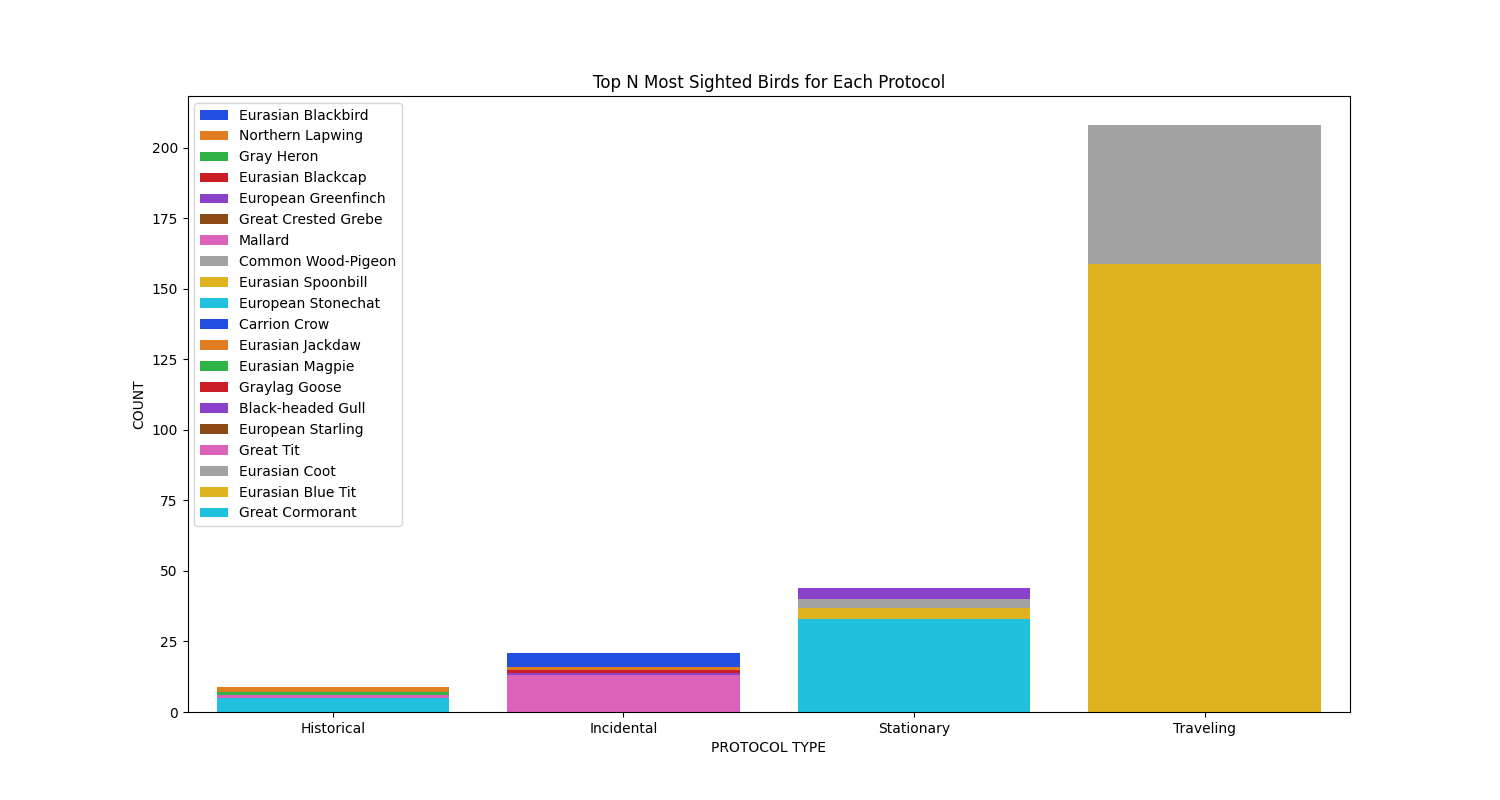 Top N Most Sighted Birds for Each Protocol
Eurasian Blackbird
Northern Lapwing
Gray Heron
Eurasian Blackcap
European Greenfinch
Great Crested Grebe
Mallard
Common Wood-Pigeon
Eurasian Spoonbill
European Stonechat
Carrion Crow
Eurasian Jackdaw
Eurasian Magpie
Graylag Goose
Black-headed Gull
European Starling
Great Tit
Eurasian Coot
Eurasian Blue Tit
Great Cormorant
200
175
150
125
100
75
50
25
0
COUNT
Historical
Incidental
Stationary
Traveling
PROTOCOL TYPE